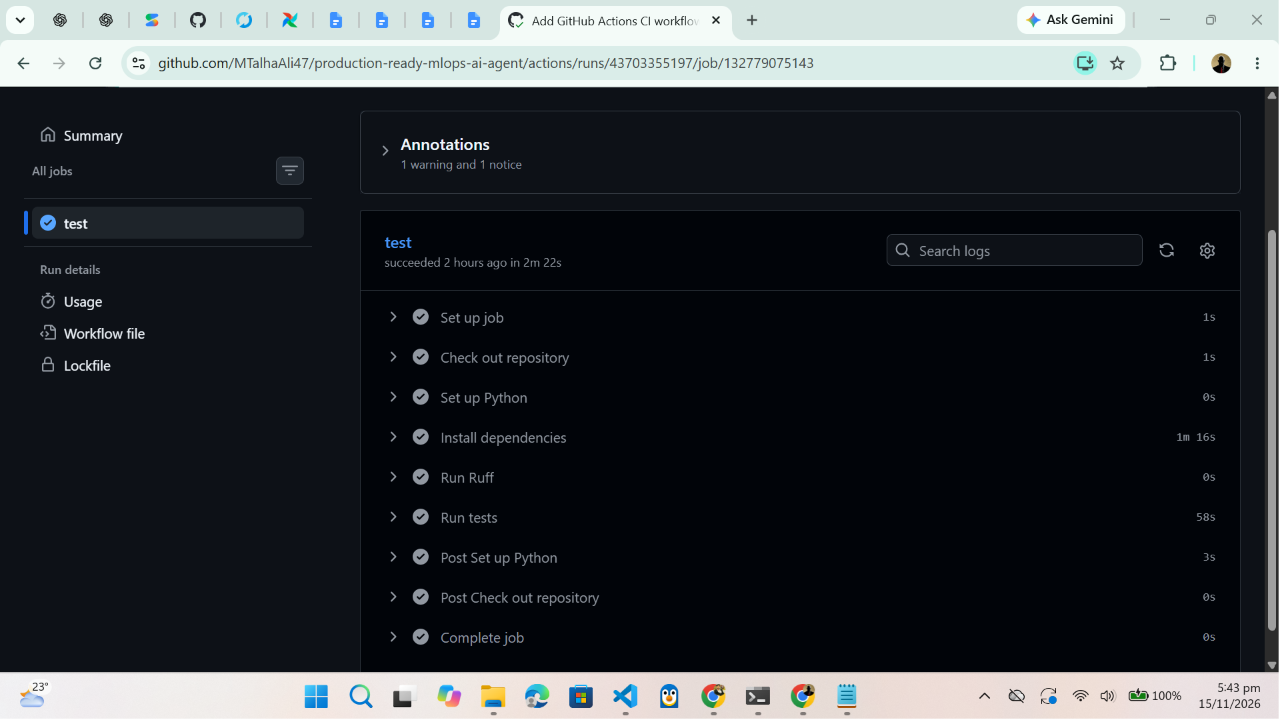 Add GitHub Actions CI workflow
Ask Gemini
github.com/MTalhaAli47/production-ready-mlops-ai-agent/actions/runs/43703355197/job/132779075143
Summary
All jobs
test
Run details
Usage
Workflow file
Lockfile
Annotations
1 warning and 1 notice
test
succeeded 2 hours ago in 2m 22s
Search logs
Set up job 1s
Check out repository 1s
Set up Python 0s
Install dependencies 1m 16s
Run Ruff 0s
Run tests 58s
Post Set up Python 3s
Post Check out repository 0s
Complete job 0s
23°
100%
5:43 pm
15/11/2026